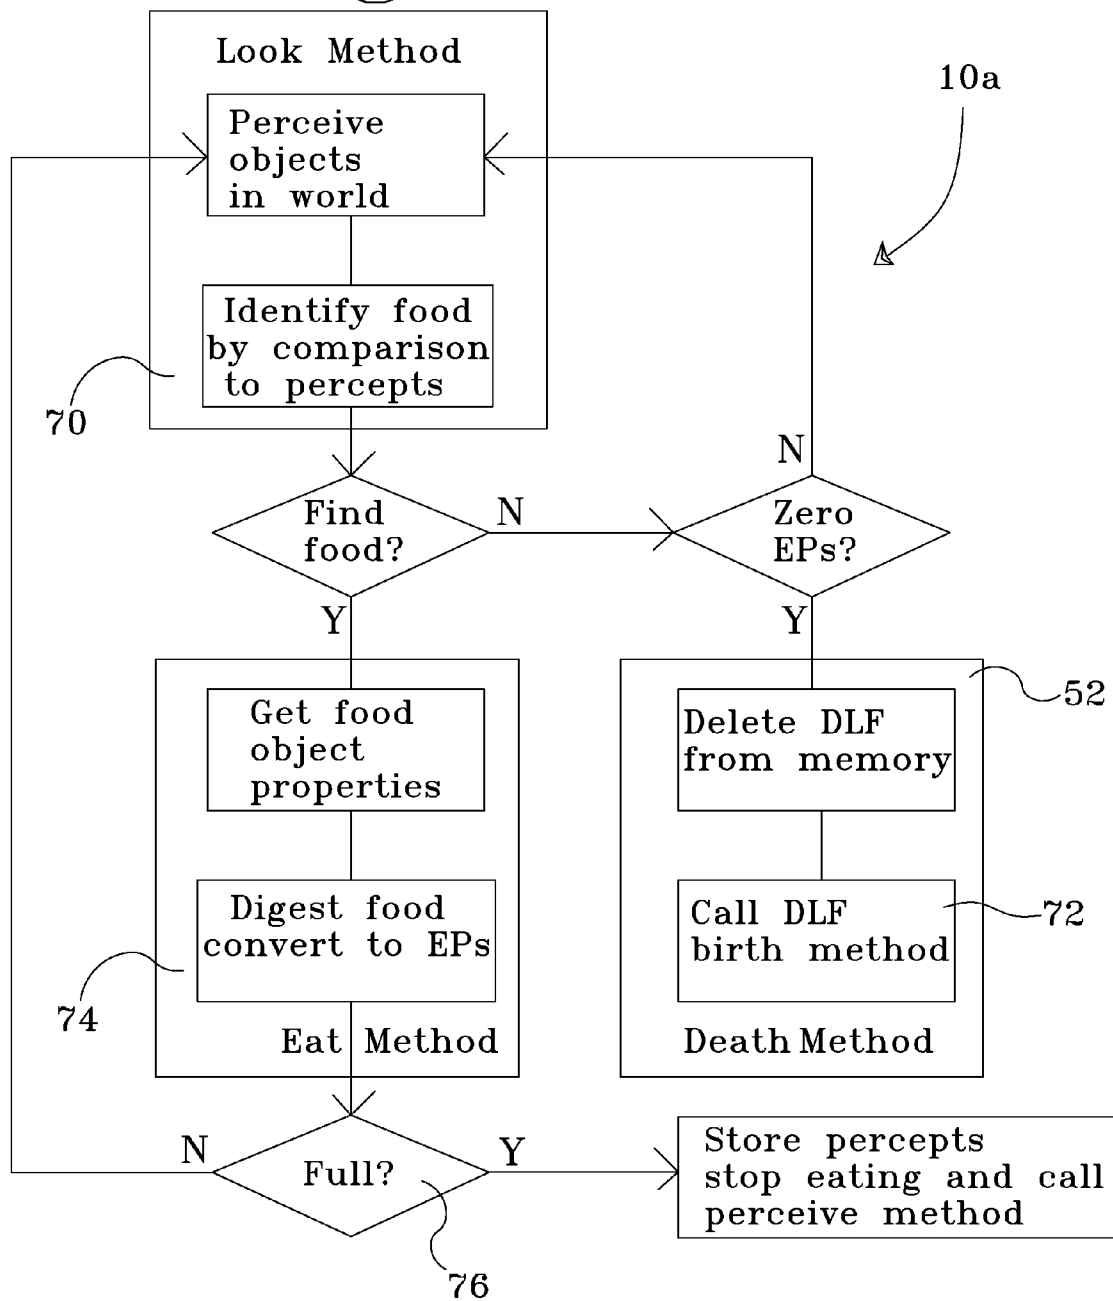 Look Method
10a
Perceive
objects
in world
Identify food
by comparison
to percepts
70
N
Find
food?
N
Zero
EPs?
Y
Y
52
Get food
object
properties
Delete DLF
from memory
Digest food
convert to EPs
Call DLF
birth method
72
74
Eat Method
Death Method
N
Full?
Y
Store percepts
stop eating and call
perceive method
76